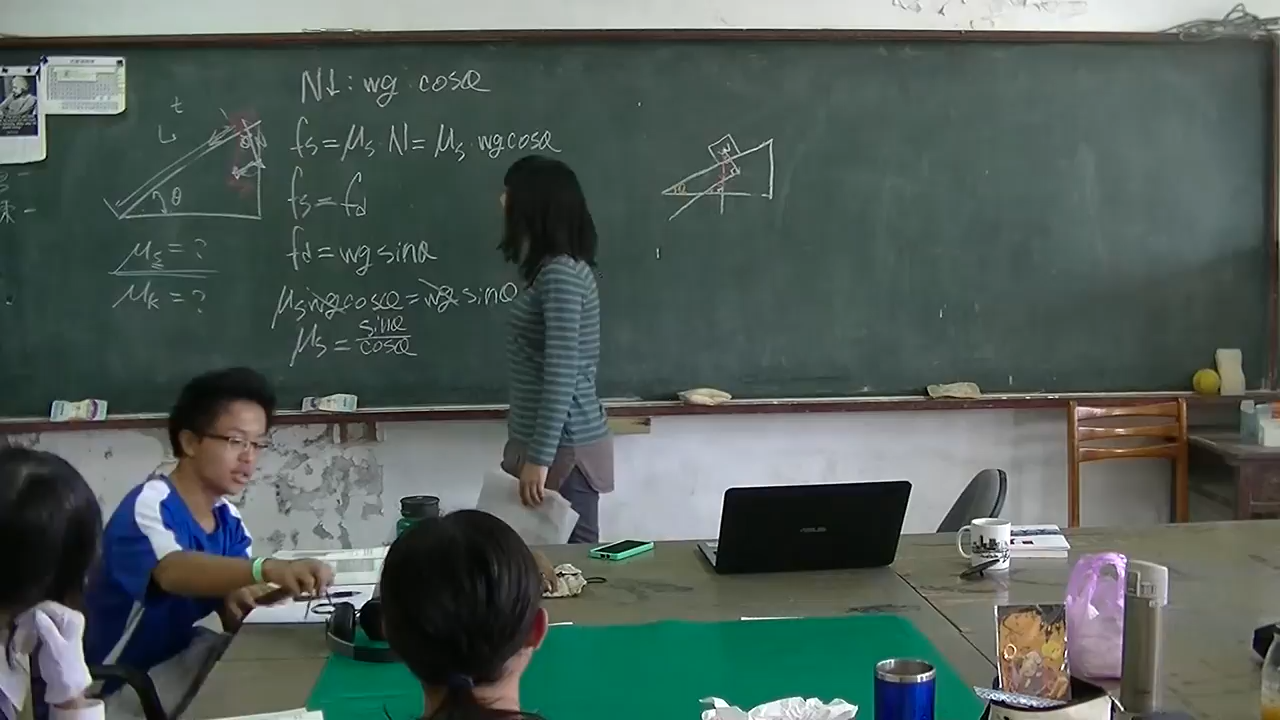 N↓: wg · cosθ
t
fs = μs · N = μs · wg cosθ
θ
fs = fd
μs = ?
fd = wg sinθ
μk = ?
μs wg cosθ = wg sinθ
μs = sinθ/cosθ
ASUS